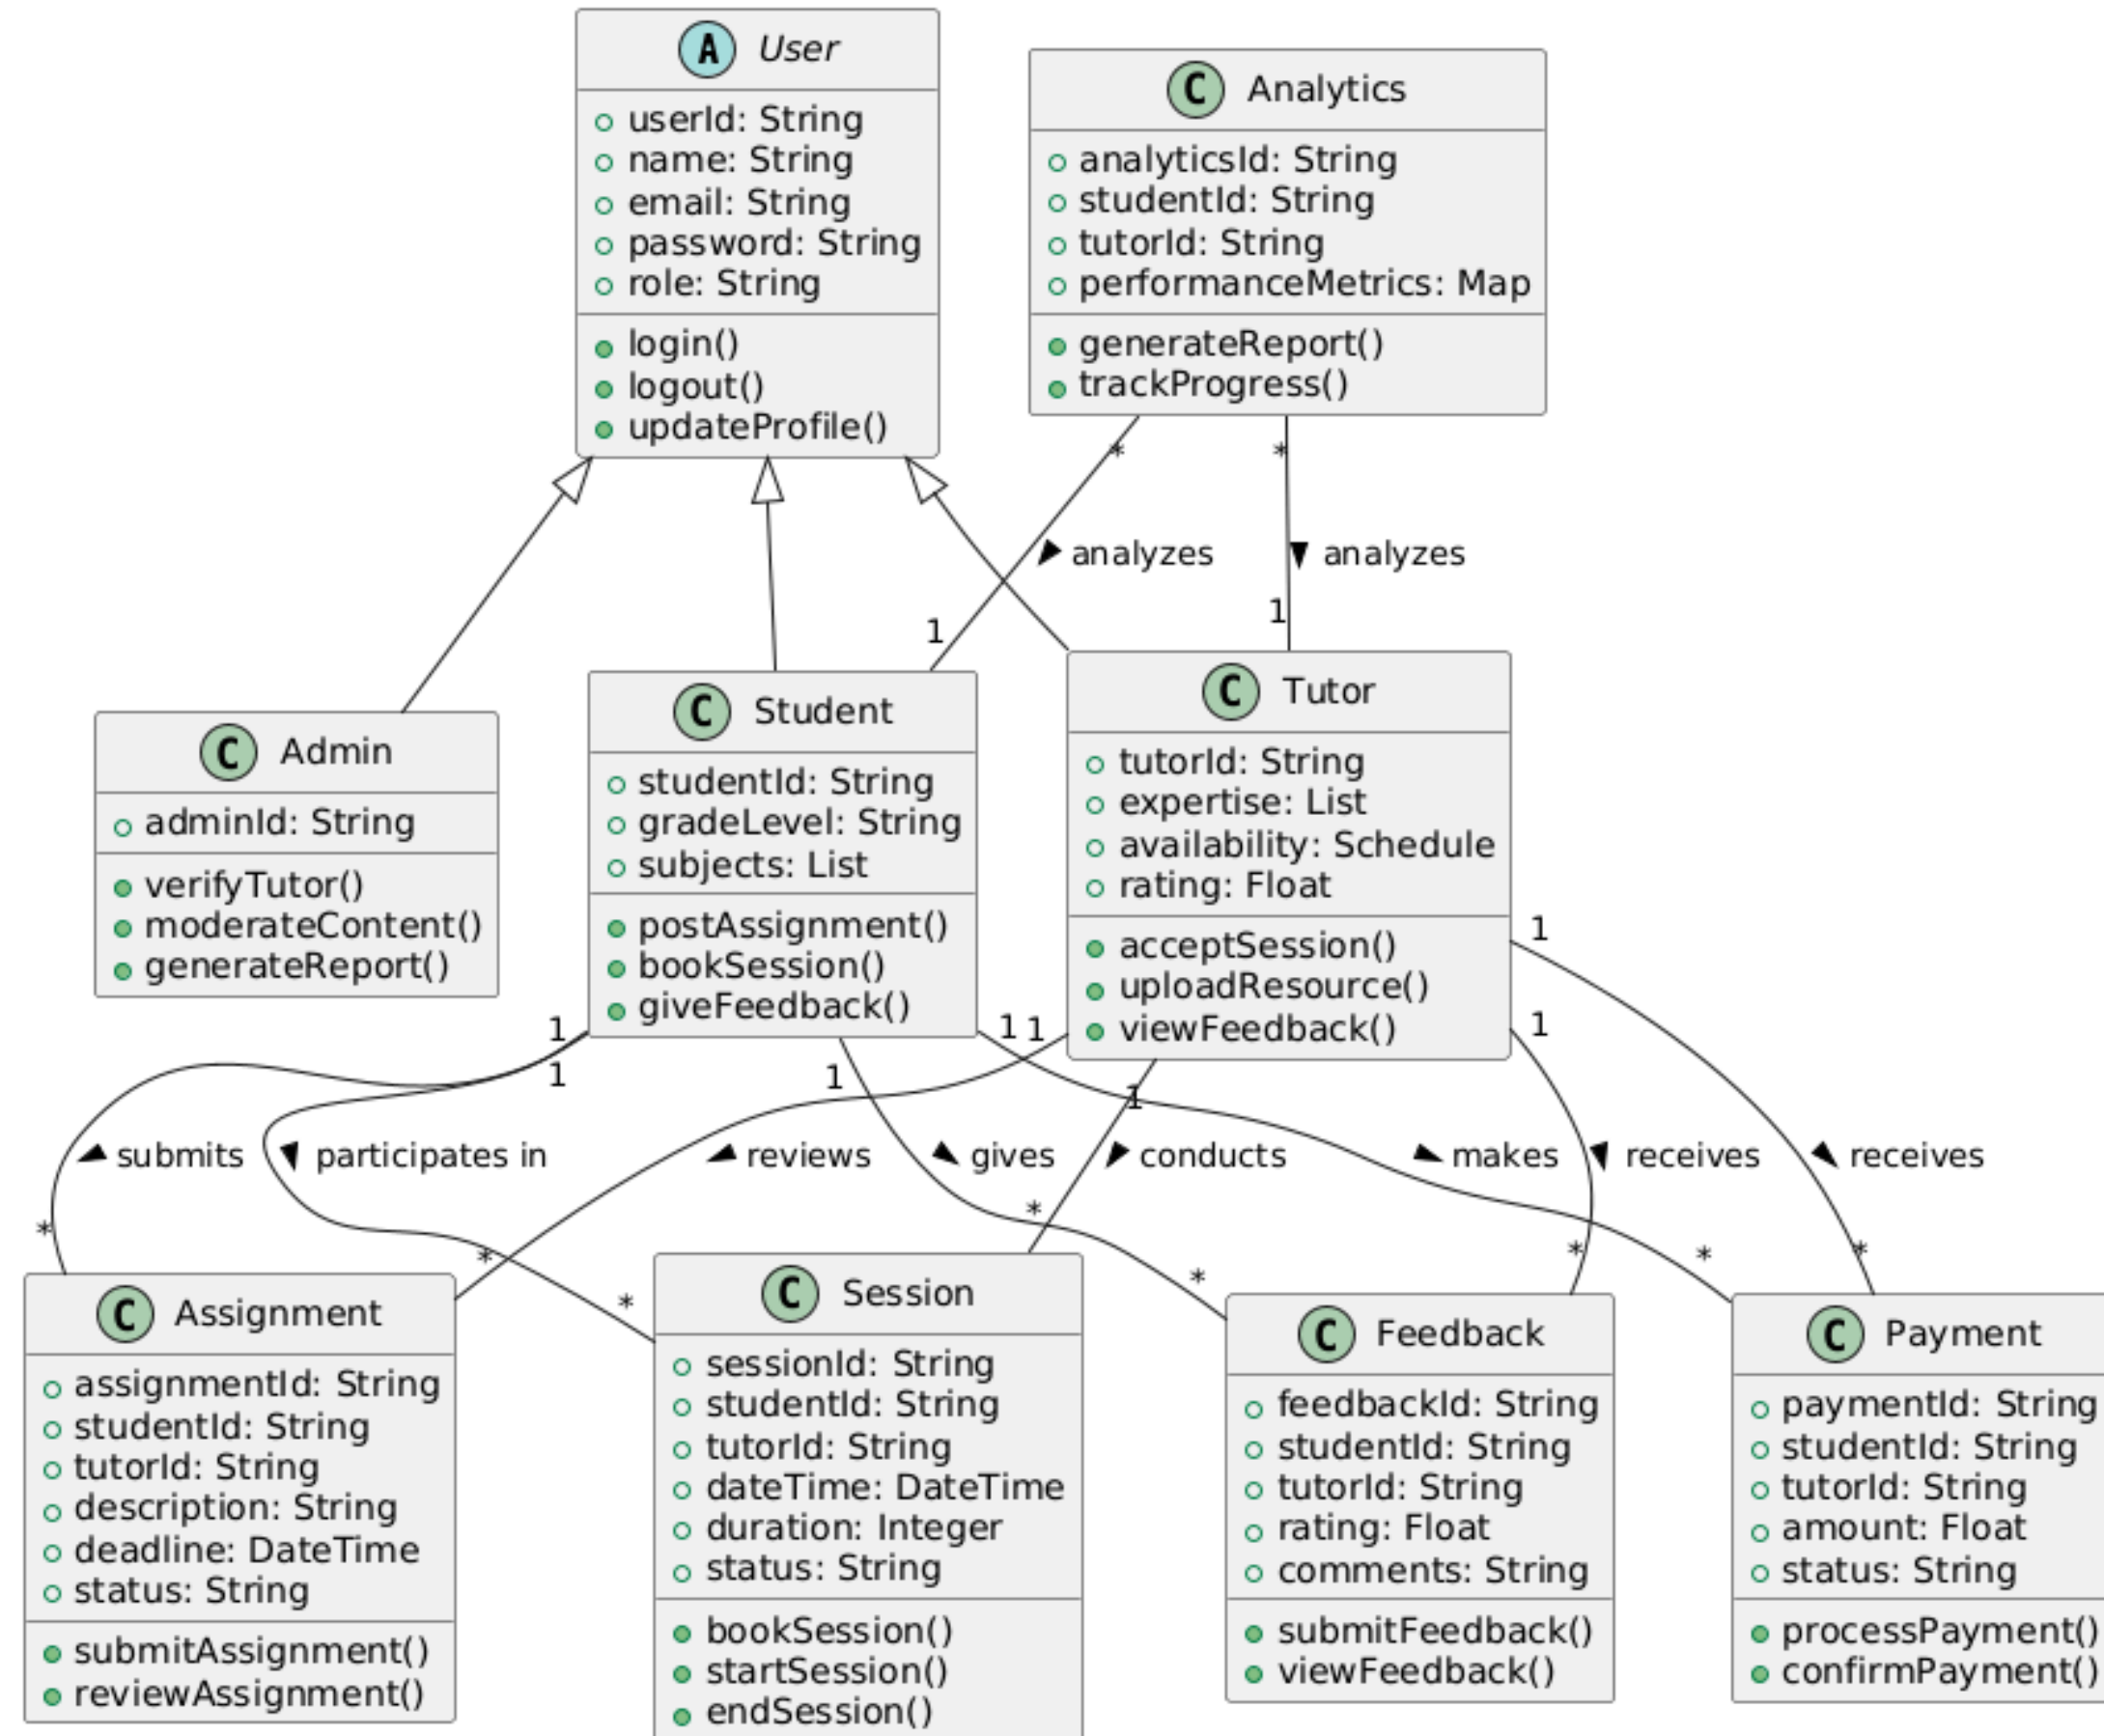 A User
userId: String
name: String
email: String
password: String
role: String
login()
logout()
updateProfile()
C Analytics
analyticsId: String
studentId: String
tutorId: String
performanceMetrics: Map
generateReport()
trackProgress()
*
*
analyzes
analyzes
1
1
C Admin
adminId: String
verifyTutor()
moderateContent()
generateReport()
C Student
studentId: String
gradeLevel: String
subjects: List
postAssignment()
bookSession()
giveFeedback()
C Tutor
tutorId: String
expertise: List
availability: Schedule
rating: Float
acceptSession()
uploadResource()
viewFeedback()
1
1
1
1
1
1
1
1
submits
participates in
reviews
gives
conducts
makes
receives
receives
*
*
*
*
*
*
*
*
C Assignment
assignmentId: String
studentId: String
tutorId: String
description: String
deadline: DateTime
status: String
submitAssignment()
reviewAssignment()
C Session
sessionId: String
studentId: String
tutorId: String
dateTime: DateTime
duration: Integer
status: String
bookSession()
startSession()
endSession()
C Feedback
feedbackId: String
studentId: String
tutorId: String
rating: Float
comments: String
submitFeedback()
viewFeedback()
C Payment
paymentId: String
studentId: String
tutorId: String
amount: Float
status: String
processPayment()
confirmPayment()